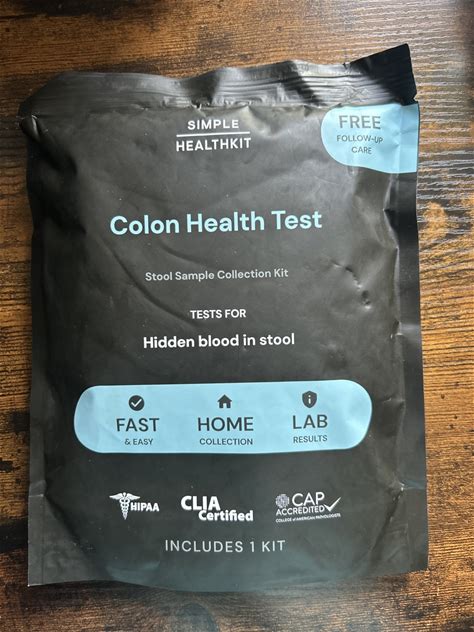 SIMPLE
HEALTHKIT
FREE
FOLLOW-UP
CARE
Colon Health Test
Stool Sample Collection Kit
TESTS FOR
Hidden blood in stool
FAST
& EASY
HOME
COLLECTION
LAB
RESULTS
HIPAA
CLIA
Certified
CAP
ACCREDITED
COLLEGE of AMERICAN PATHOLOGISTS
INCLUDES 1 KIT